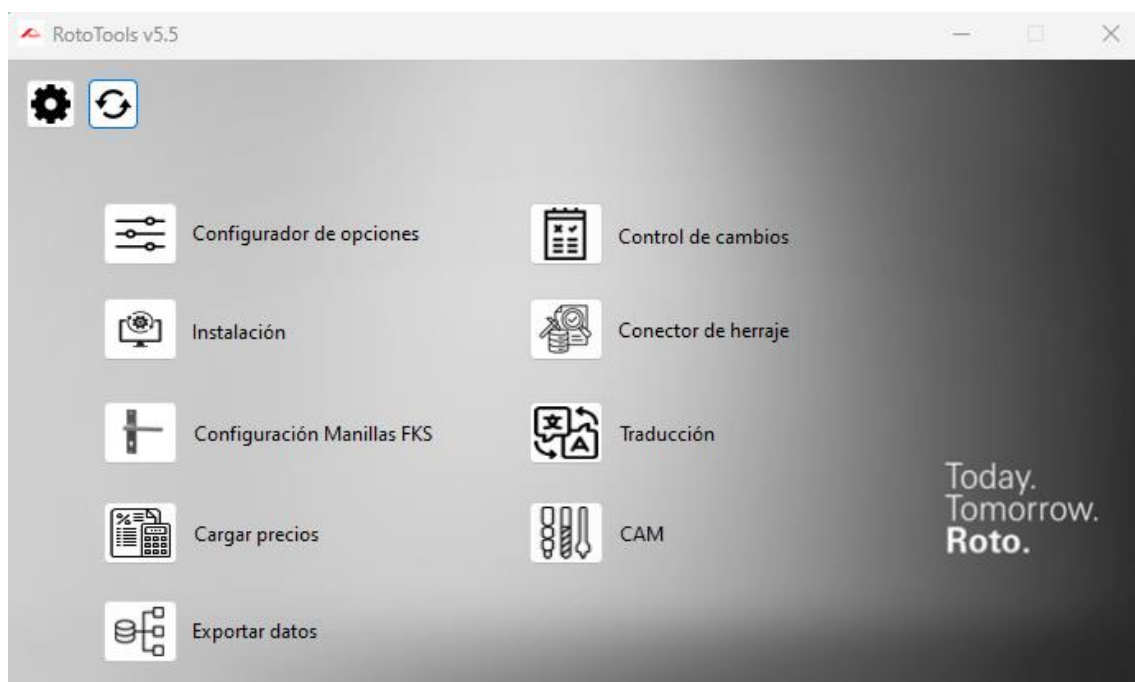 RotoTools v5.5
Configurador de opciones
Control de cambios
Instalación
Conector de herraje
Configuración Manillas FKS
Traducción
Cargar precios
CAM
Exportar datos
Today.
Tomorrow.
Roto.